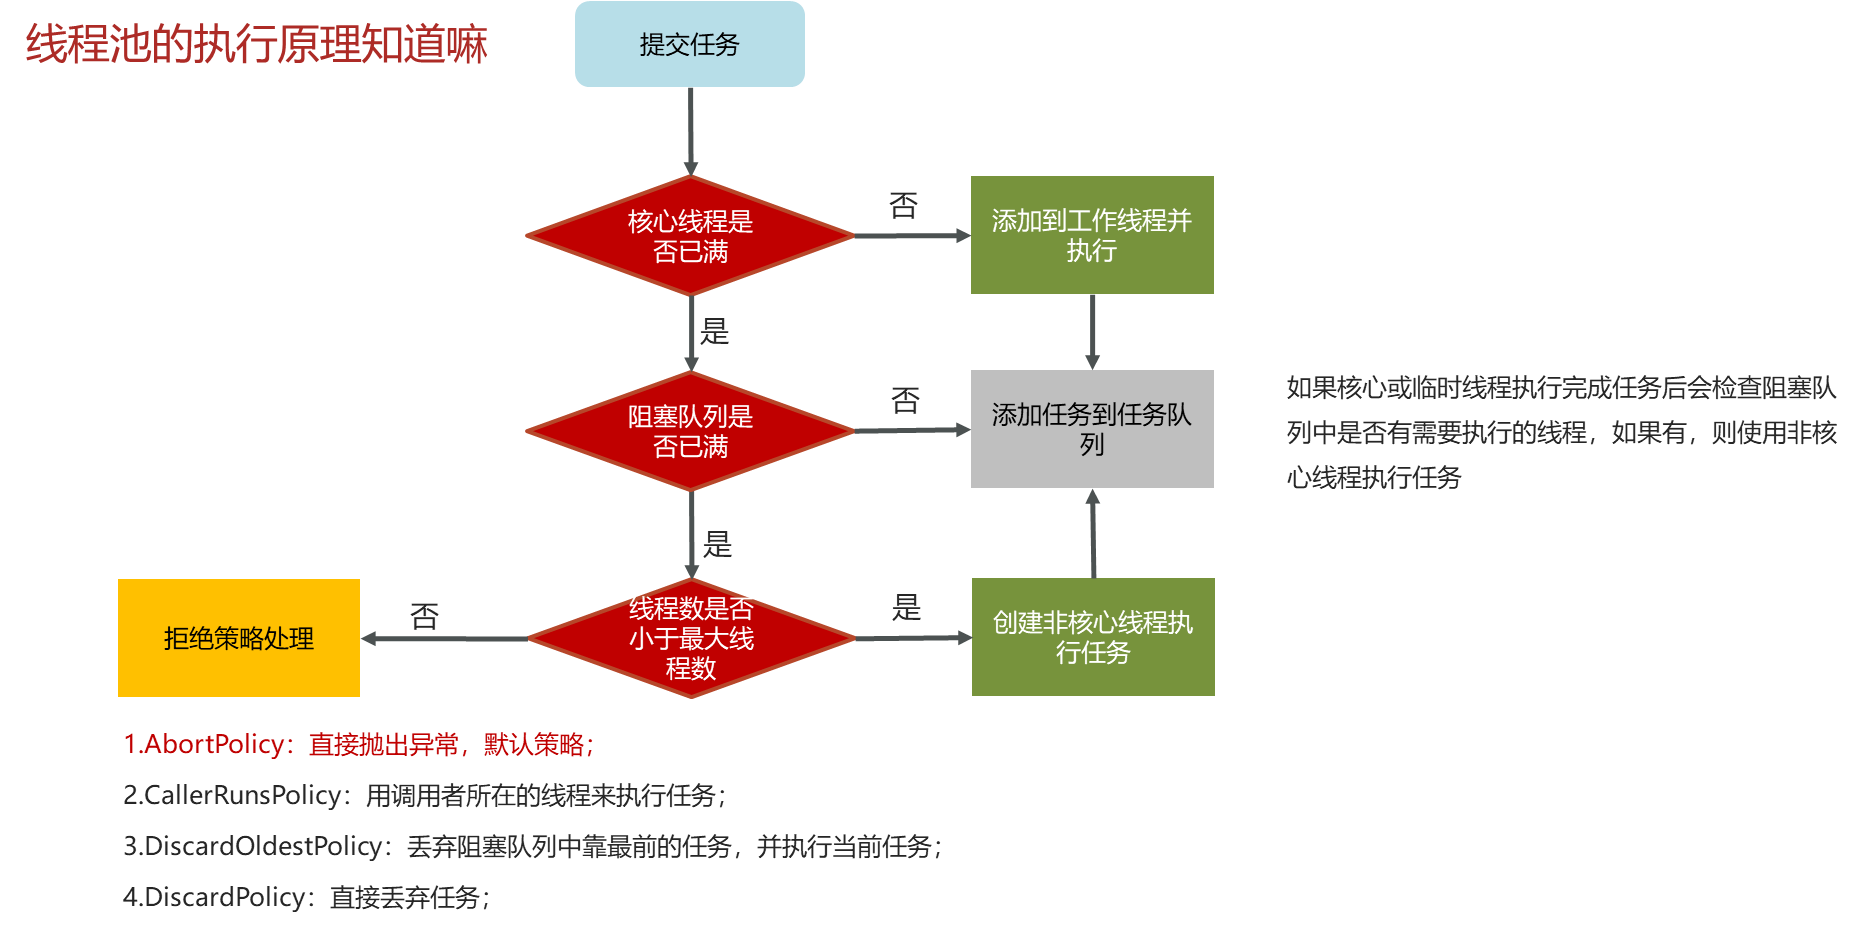 线程池的执行原理知道嘛
提交任务
核心线程是
否已满
否
添加到工作线程并
执行
是
阻塞队列是
否已满
否
添加任务到任务队
列
如果核心或临时线程执行完成任务后会检查阻塞队
列中是否有需要执行的线程，如果有，则使用非核
心线程执行任务
是
拒绝策略处理
否
线程数是否
小于最大线
程数
是
创建非核心线程执
行任务
1.AbortPolicy：直接抛出异常，默认策略；
2.CallerRunsPolicy：用调用者所在的线程来执行任务；
3.DiscardOldestPolicy：丢弃阻塞队列中靠最前的任务，并执行当前任务；
4.DiscardPolicy：直接丢弃任务；